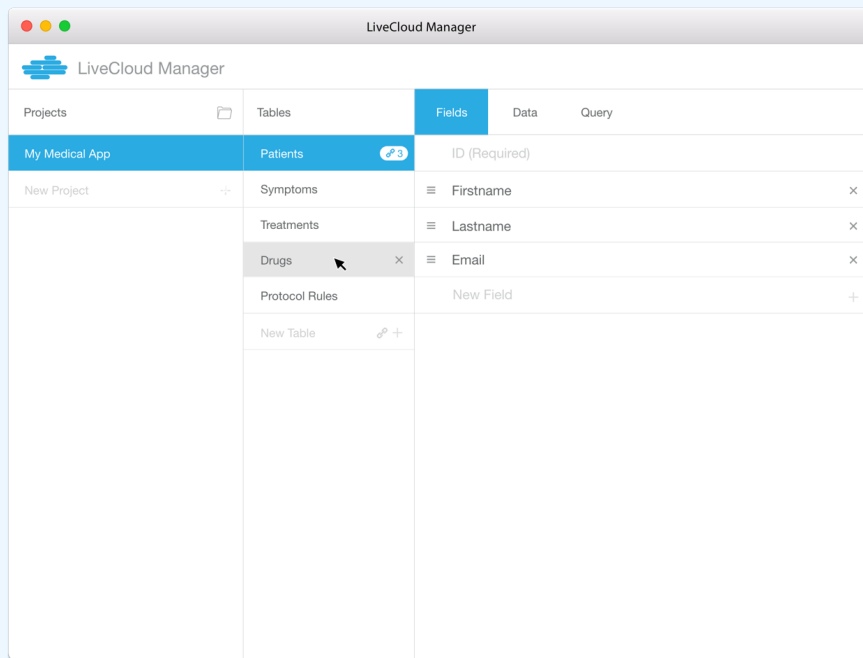 LiveCloud Manager
LiveCloud Manager
Projects
Tables
Fields
Data
Query
My Medical App
Patients
3
ID (Required)
New Project
Symptoms
Firstname
Treatments
Lastname
Drugs
Email
Protocol Rules
New Field
New Table